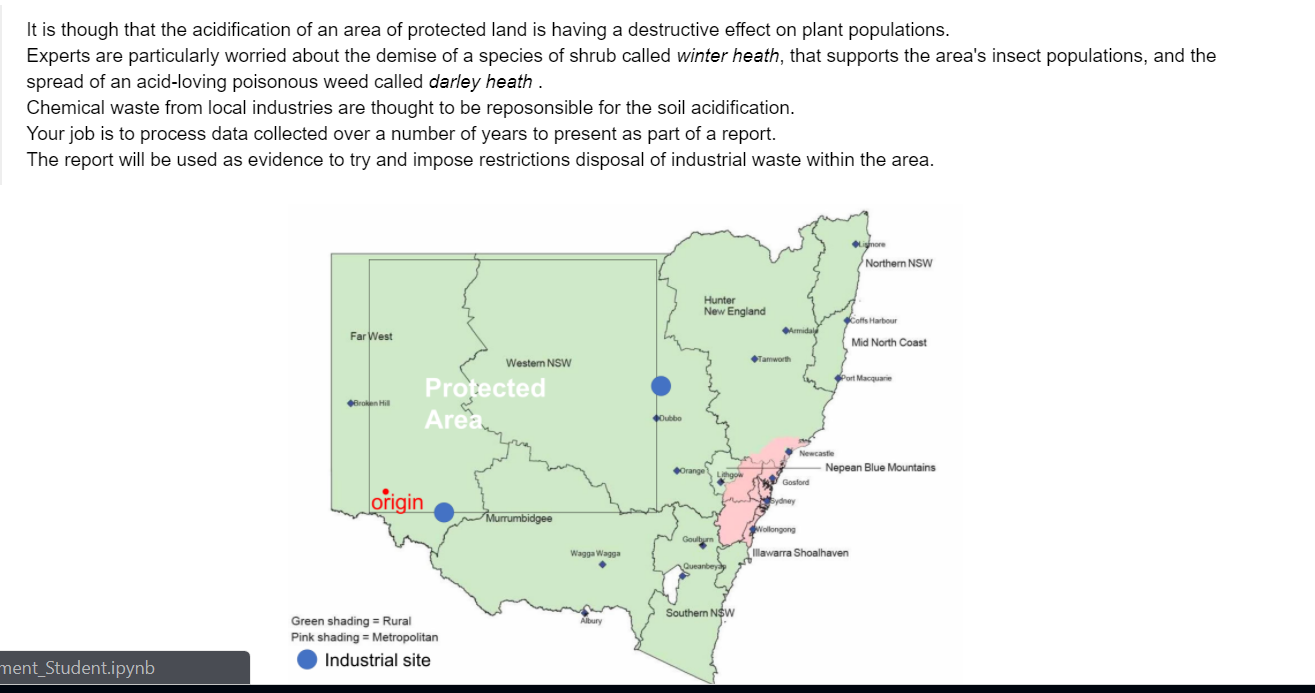 It is though that the acidification of an area of protected land is having a destructive effect on plant populations.
Experts are particularly worried about the demise of a species of shrub called winter heath, that supports the area's insect populations, and the
spread of an acid-loving poisonous weed called darley heath .
Chemical waste from local industries are thought to be reposonsible for the soil acidification.
Your job is to process data collected over a number of years to present as part of a report.
The report will be used as evidence to try and impose restrictions disposal of industrial waste within the area.
Lismore
Northern NSW
Hunter
New England
Coffs Harbour
Armidale
Far West
Mid North Coast
Tamworth
Western NSW
Port Macquarie
Protected
Area
Broken Hill
Dubbo
Newcastle
Nepean Blue Mountains
Orange
Lithgow
Gosford
origin
Sydney
Murrumbidgee
Wollongong
Goulburn
Wagga Wagga
Illawarra Shoalhaven
Queanbeyan
Southern NSW
Albury
Green shading = Rural
Pink shading = Metropolitan
Industrial site
ment_Student.ipynb